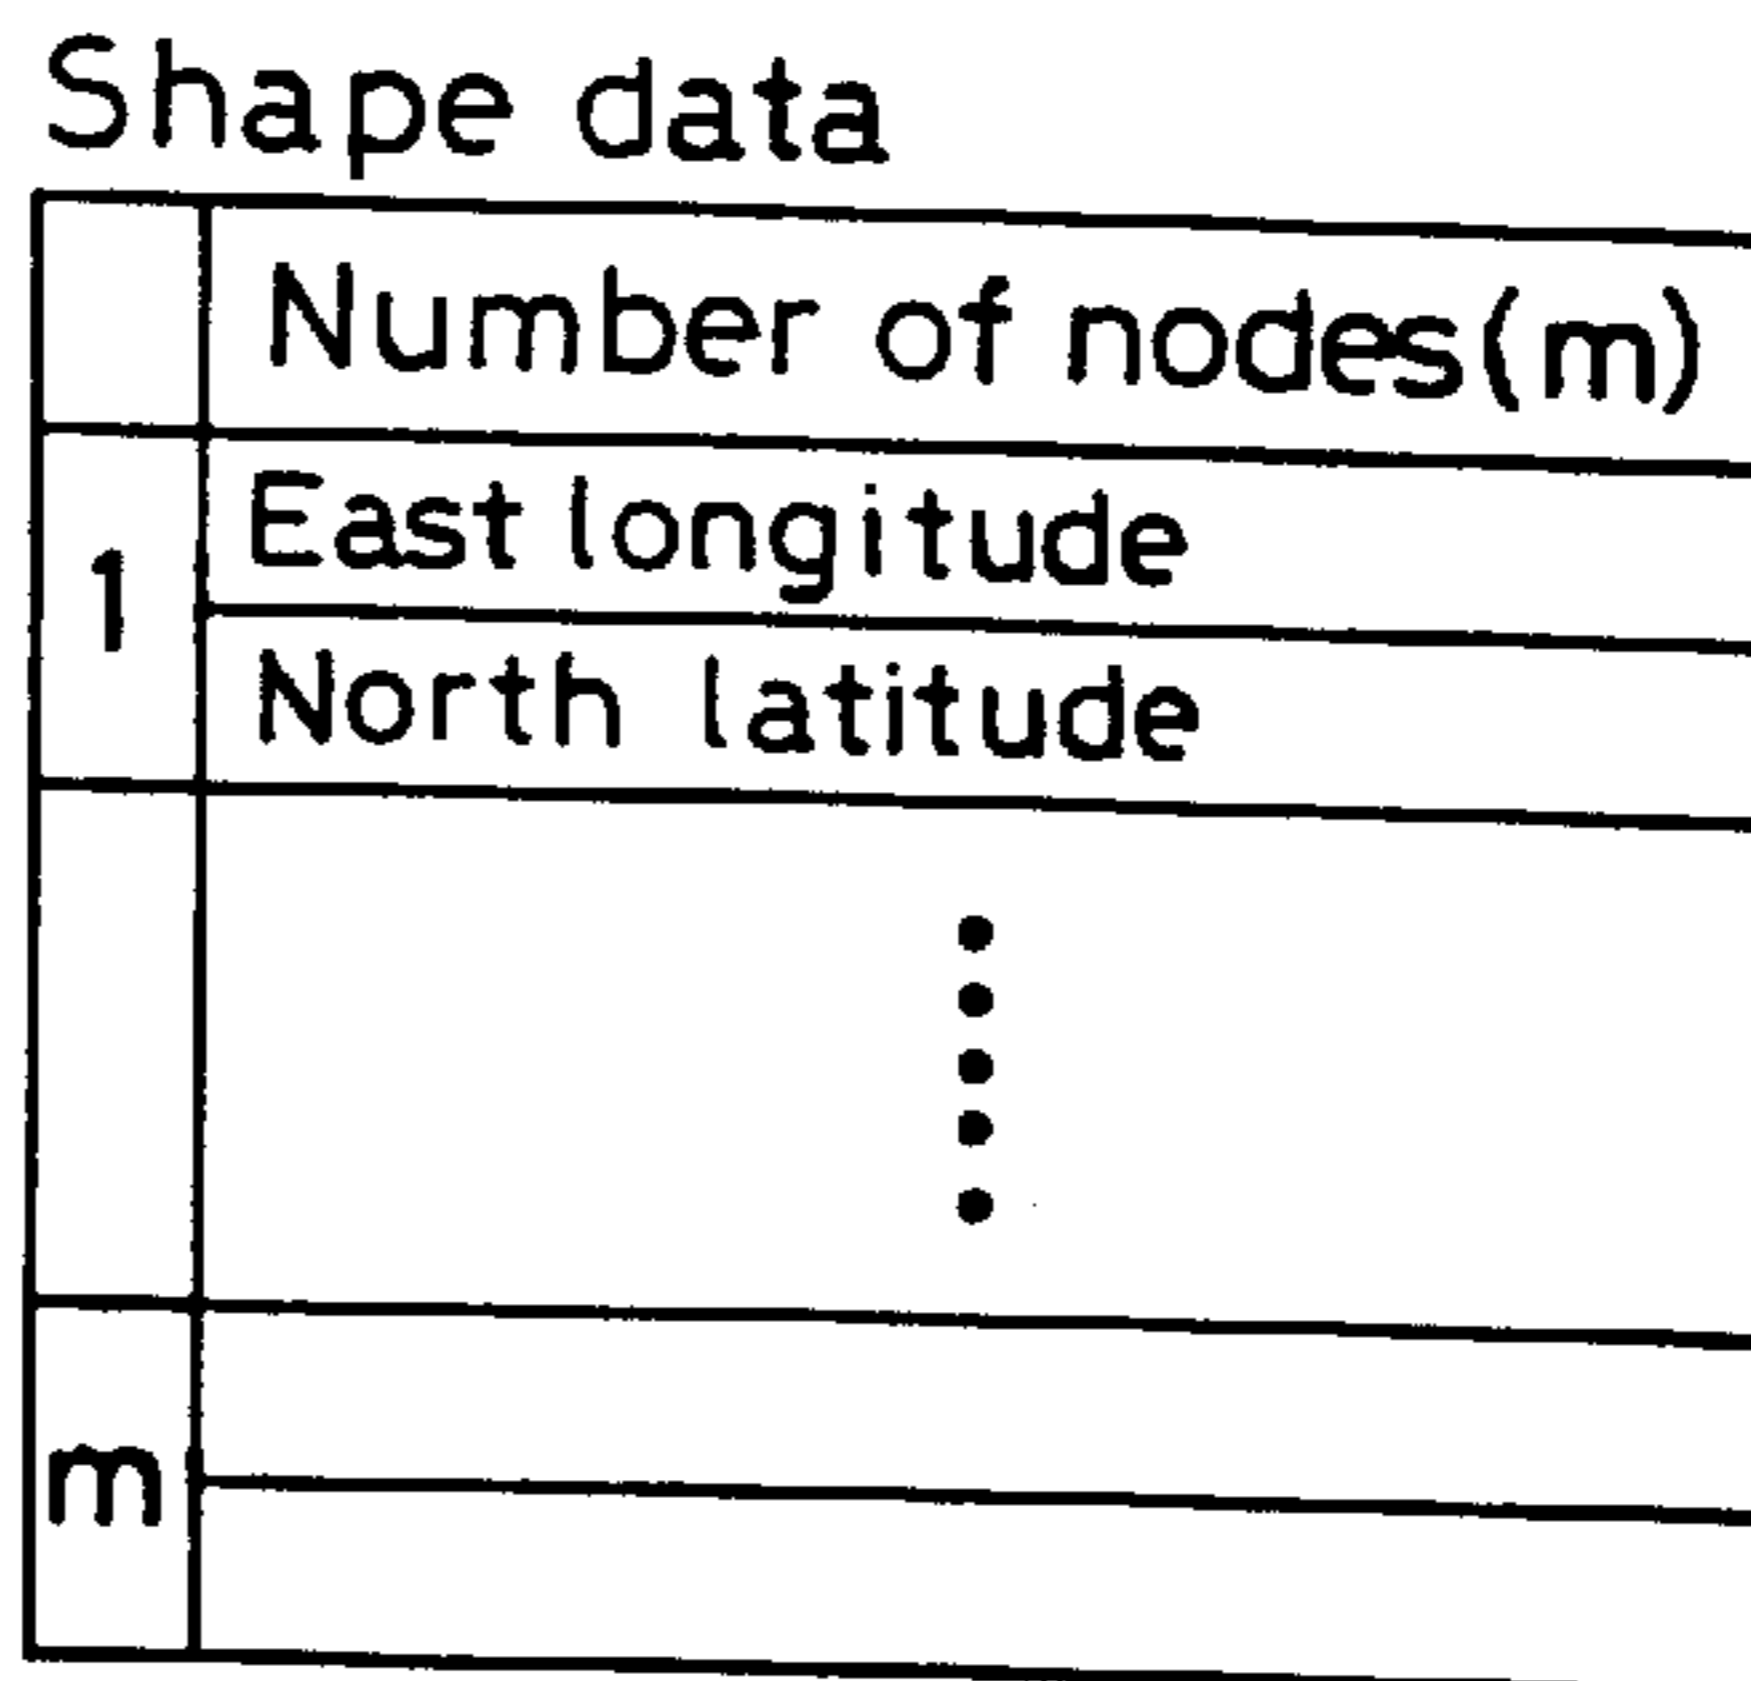 Shape data
Number of nodes(m)
1
East longitude
North latitude
m